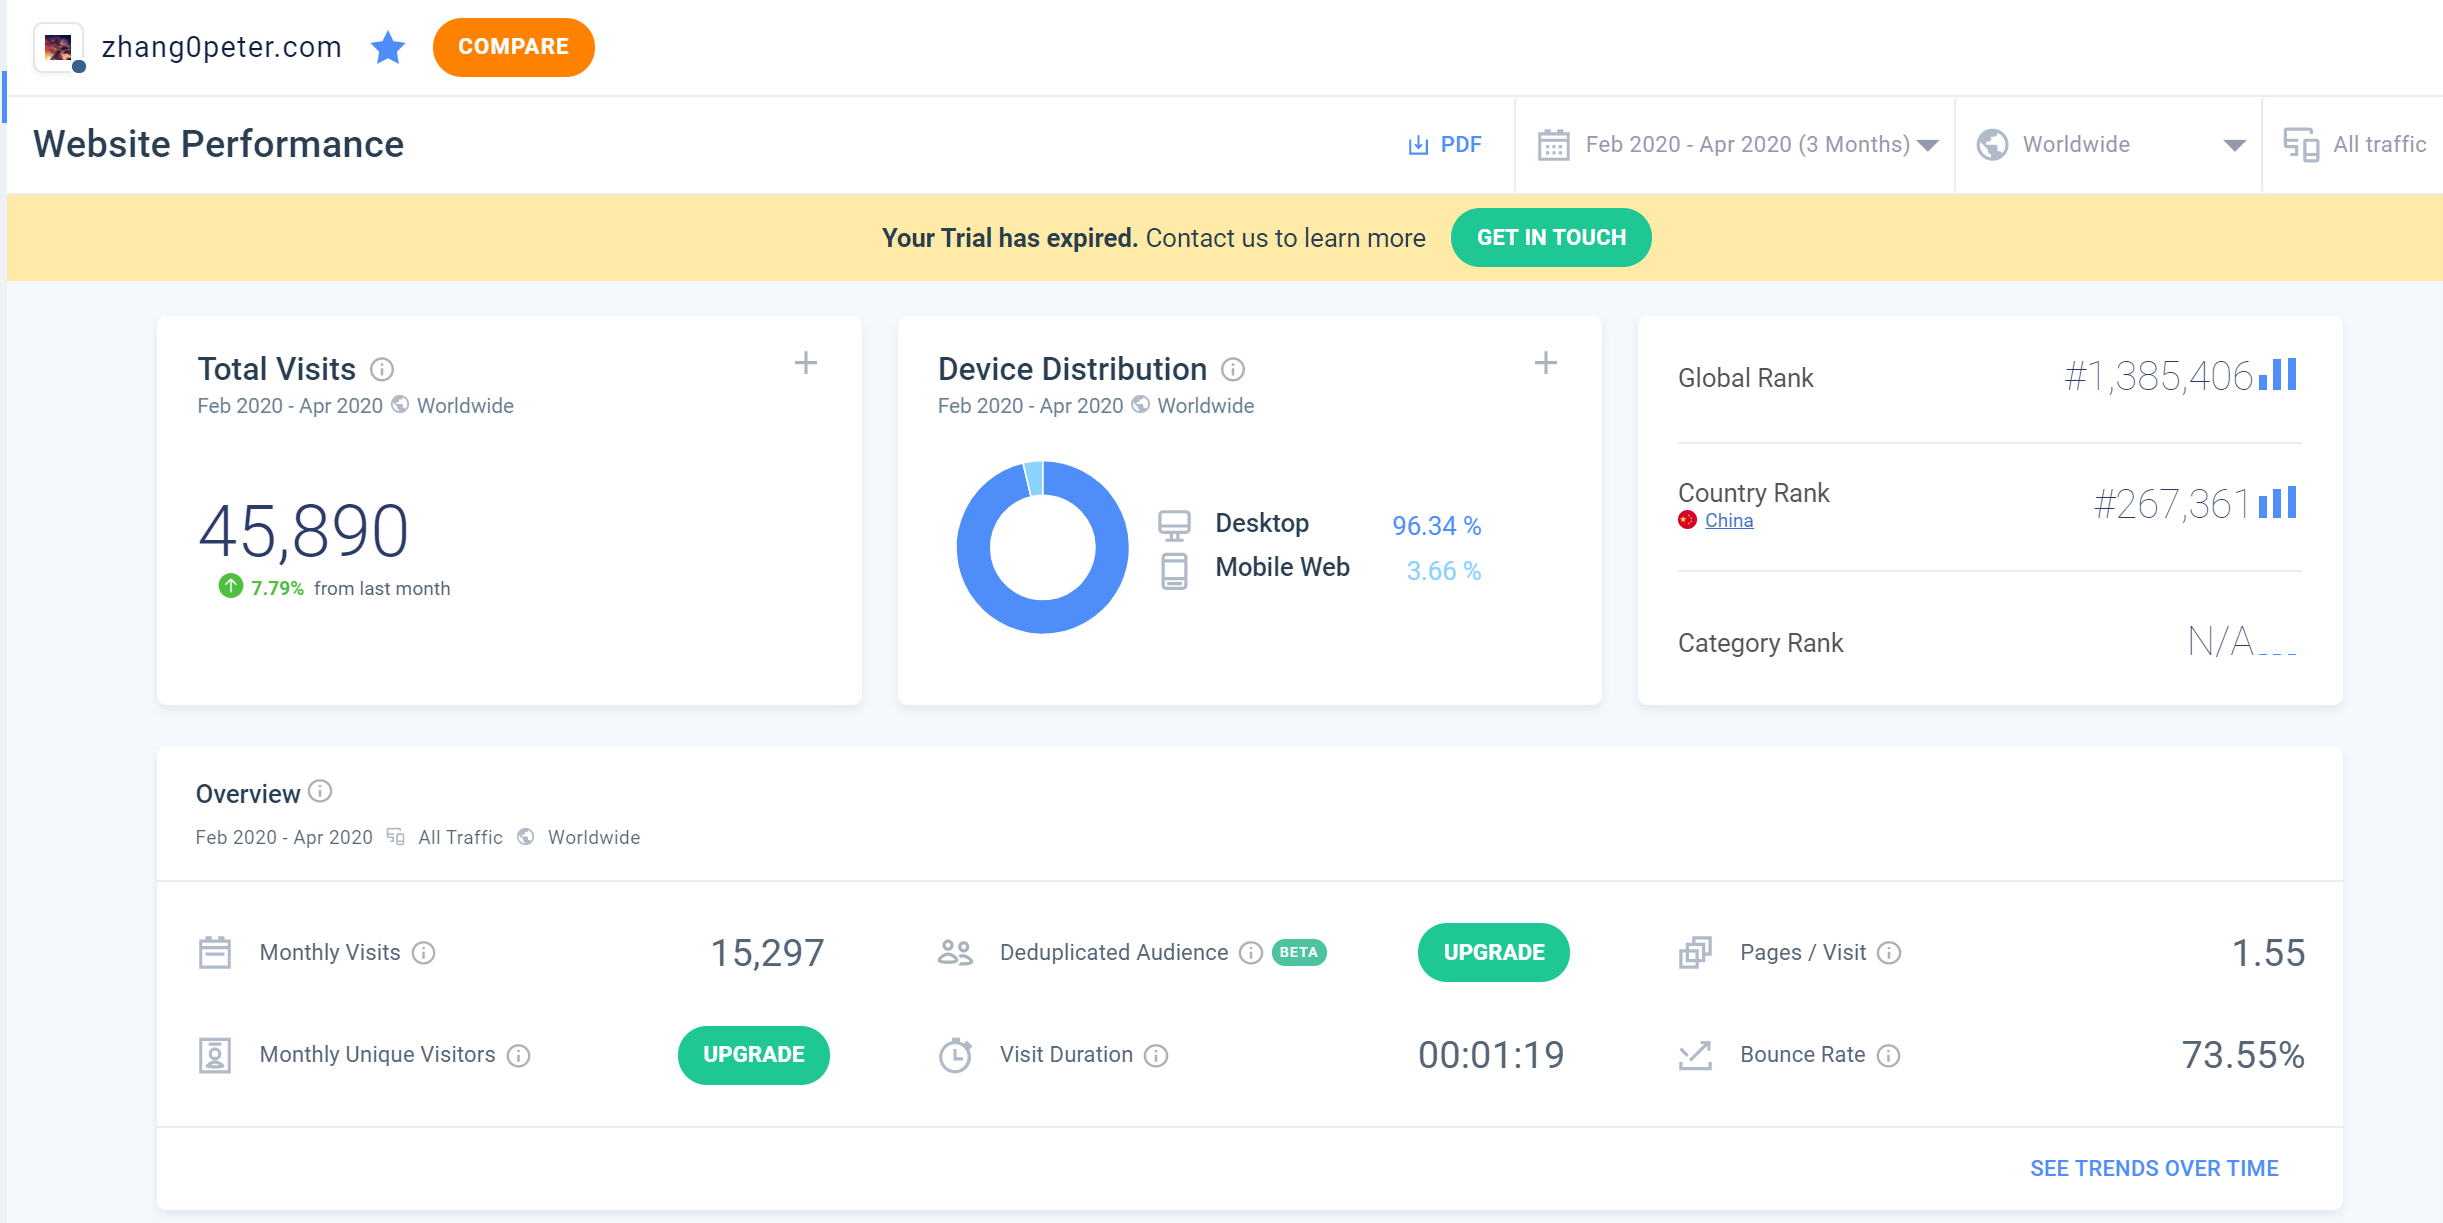 zhang0peter.com COMPARE
Website Performance PDF Feb 2020 - Apr 2020 (3 Months) Worldwide All traffic
Your Trial has expired. Contact us to learn more GET IN TOUCH
Total Visits
Feb 2020 - Apr 2020 Worldwide
45,890
7.79% from last month
Device Distribution
Feb 2020 - Apr 2020 Worldwide
Desktop 96.34 %
Mobile Web 3.66 %
Global Rank #1,385,406
Country Rank #267,361
China
Category Rank N/A
Overview
Feb 2020 - Apr 2020 All Traffic Worldwide
Monthly Visits 15,297 Deduplicated Audience BETA UPGRADE Pages / Visit 1.55
Monthly Unique Visitors UPGRADE Visit Duration 00:01:19 Bounce Rate 73.55%
SEE TRENDS OVER TIME